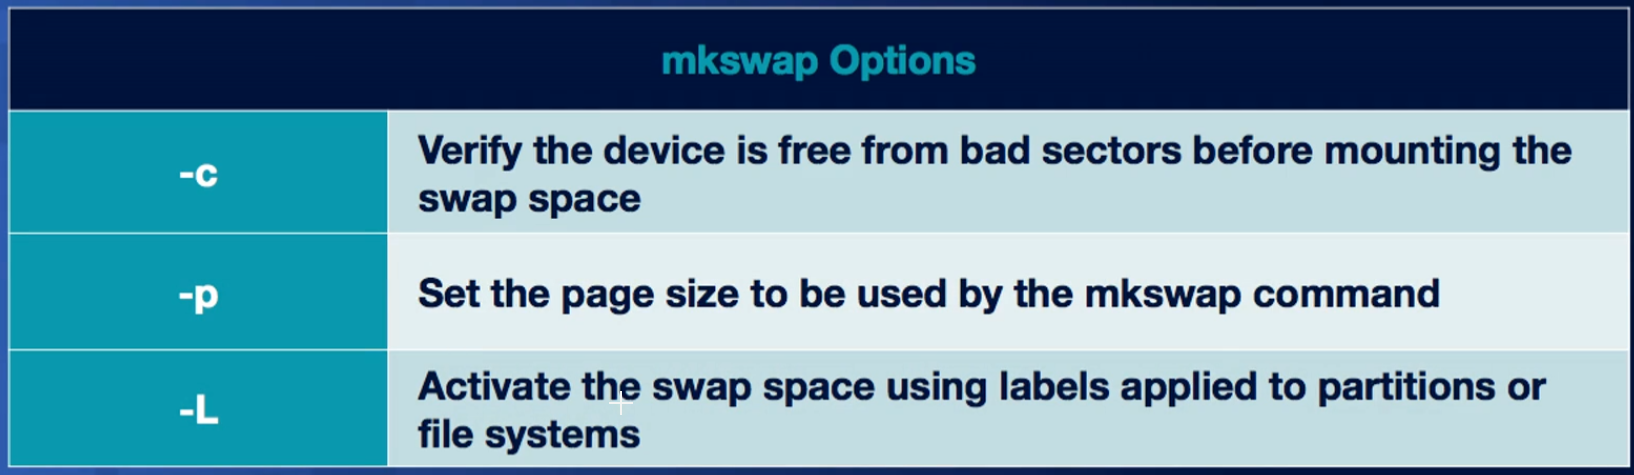 mkswap Options
-c
Verify the device is free from bad sectors before mounting the
swap space
-p
Set the page size to be used by the mkswap command
-L
Activate the swap space using labels applied to partitions or
file systems